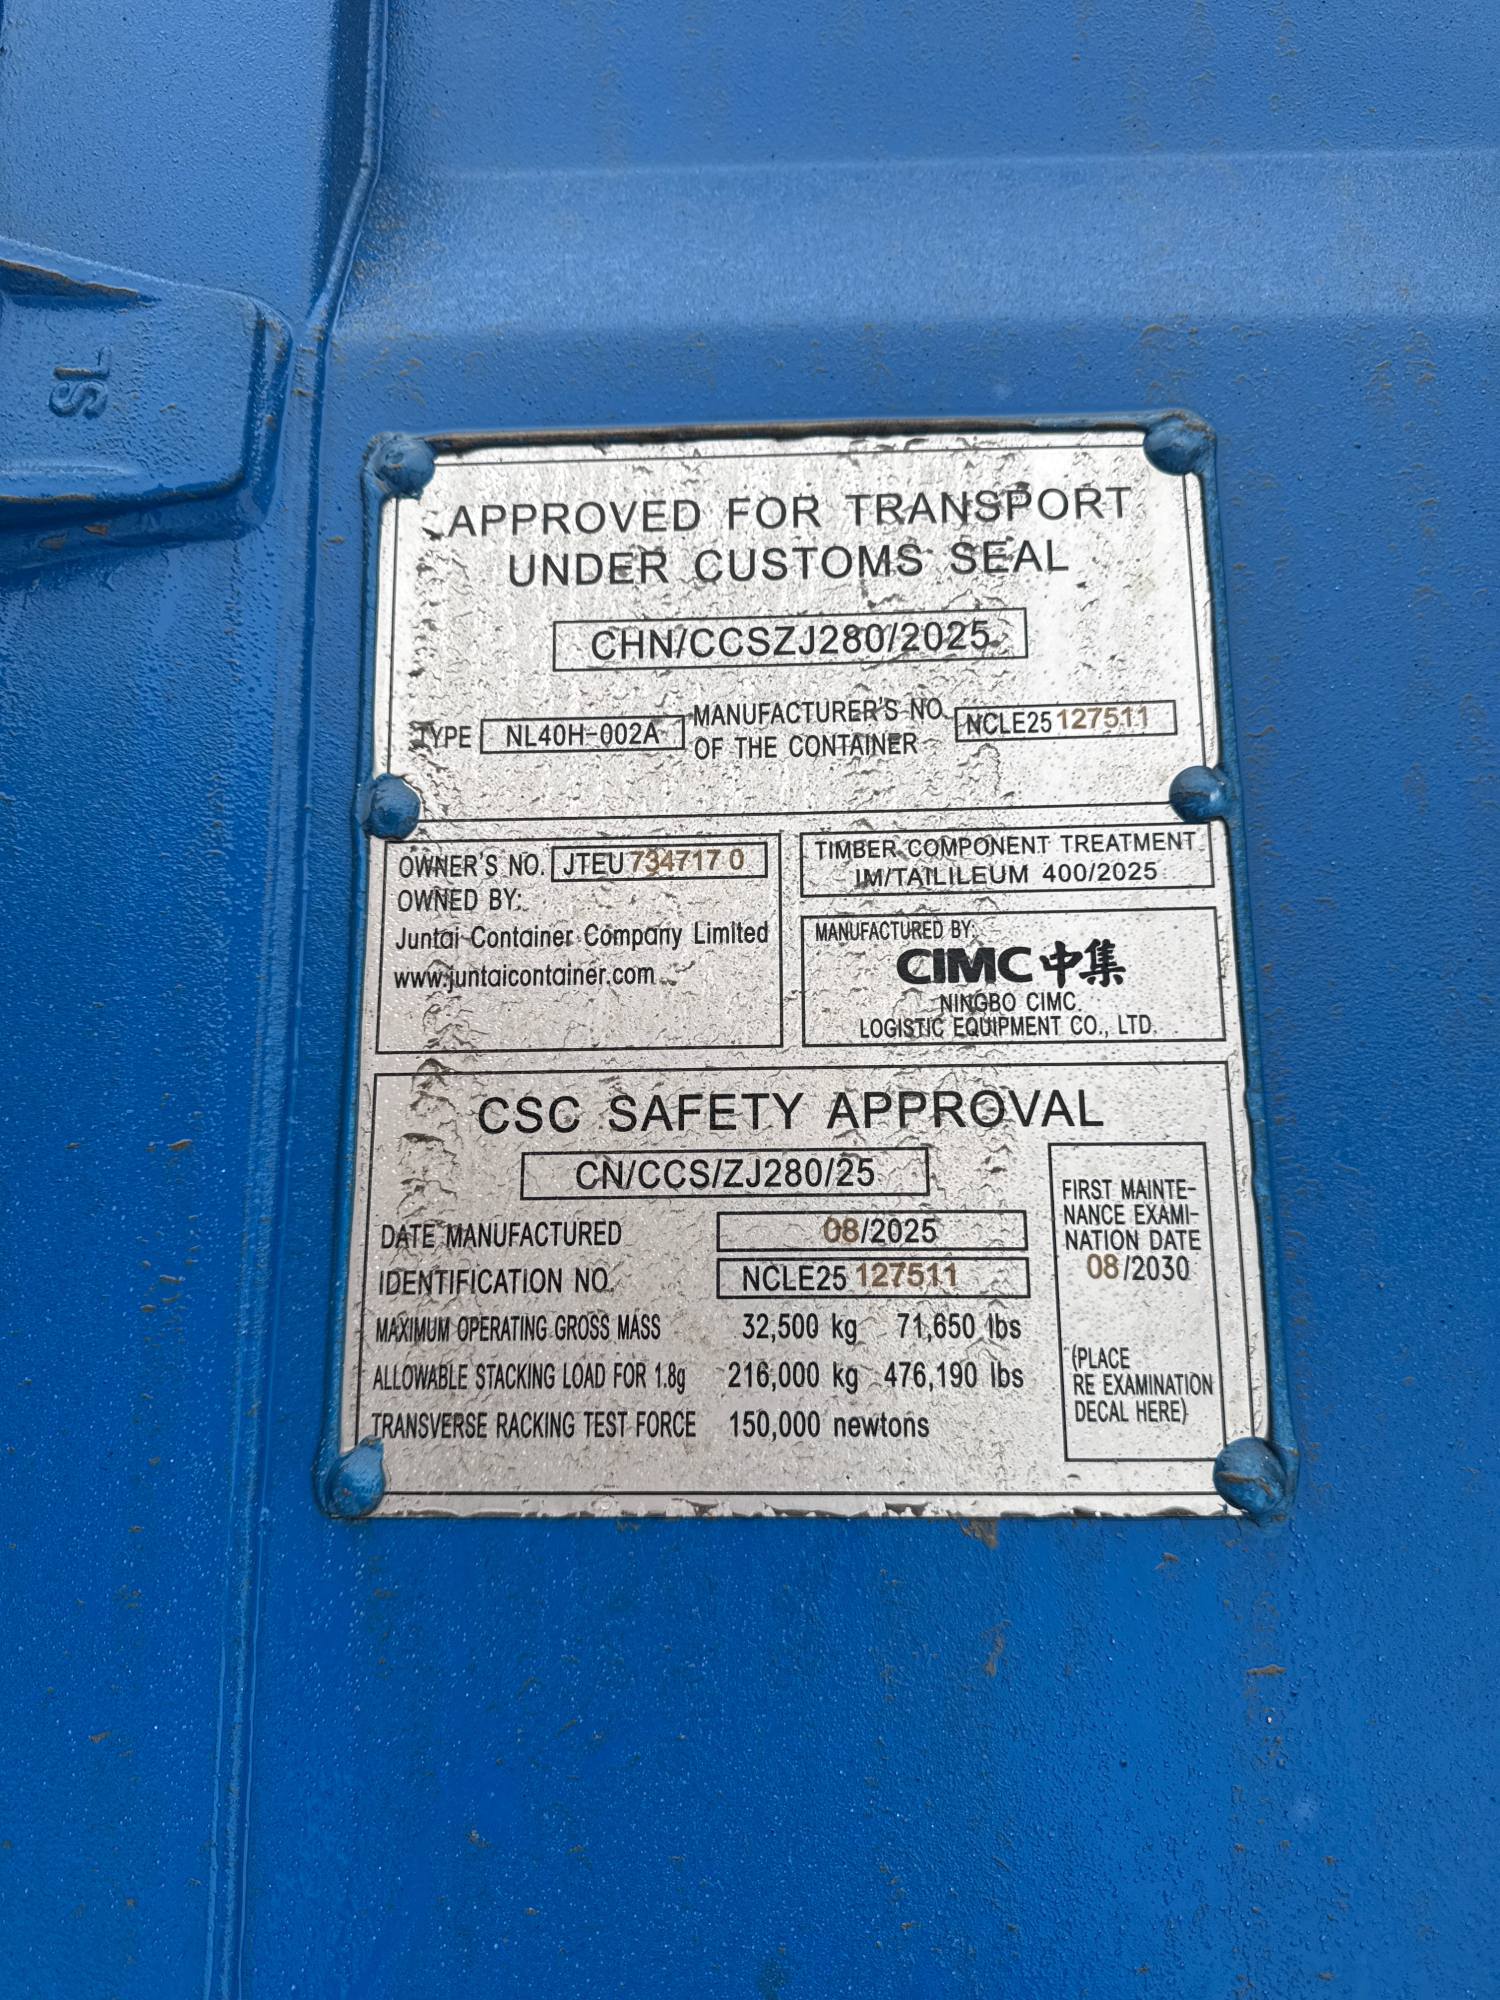 SL
APPROVED FOR TRANSPORT
UNDER CUSTOMS SEAL
CHN/CCSZJ280/2025
TYPE NL40H-002A MANUFACTURER'S NO. OF THE CONTAINER NCLE25 127511
OWNER'S NO. JTEU 734717 0
OWNED BY:
Juntai Container Company Limited
www.juntaicontainer.com
TIMBER COMPONENT TREATMENT
IM/TAILILEUM 400/2025
MANUFACTURED BY:
CIMC 中集
NINGBO CIMC
LOGISTIC EQUIPMENT CO., LTD.
CSC SAFETY APPROVAL
CN/CCS/ZJ280/25
DATE MANUFACTURED 08/2025
IDENTIFICATION NO. NCLE25 127511
MAXIMUM OPERATING GROSS MASS 32,500 kg 71,650 lbs
ALLOWABLE STACKING LOAD FOR 1.8g 216,000 kg 476,190 lbs
TRANSVERSE RACKING TEST FORCE 150,000 newtons
FIRST MAINTE-
NANCE EXAMI-
NATION DATE
08/2030
(PLACE
RE EXAMINATION
DECAL HERE)